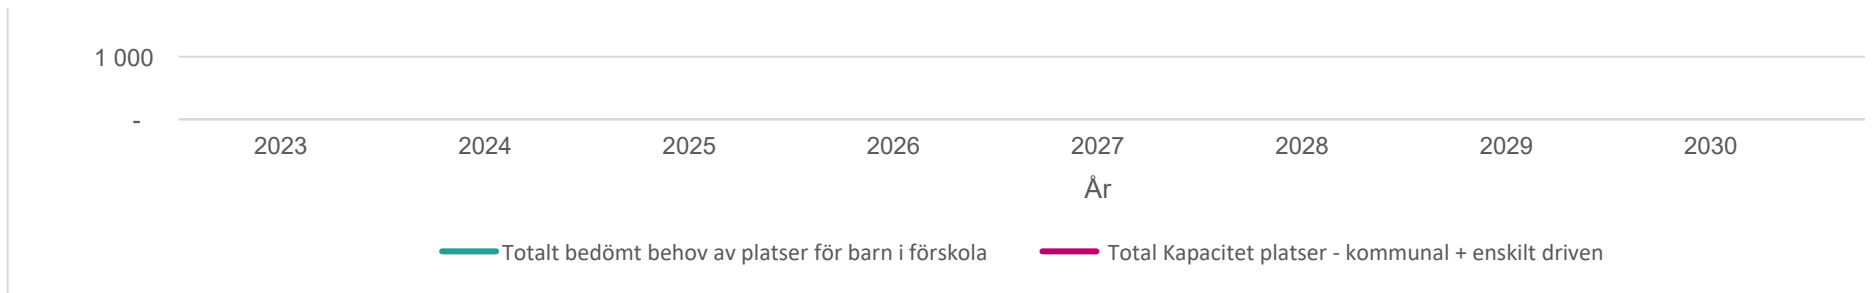 1 000
-
2023 2024 2025 2026 2027 2028 2029 2030
År
Totalt bedömt behov av platser för barn i förskola Total Kapacitet platser - kommunal + enskilt driven